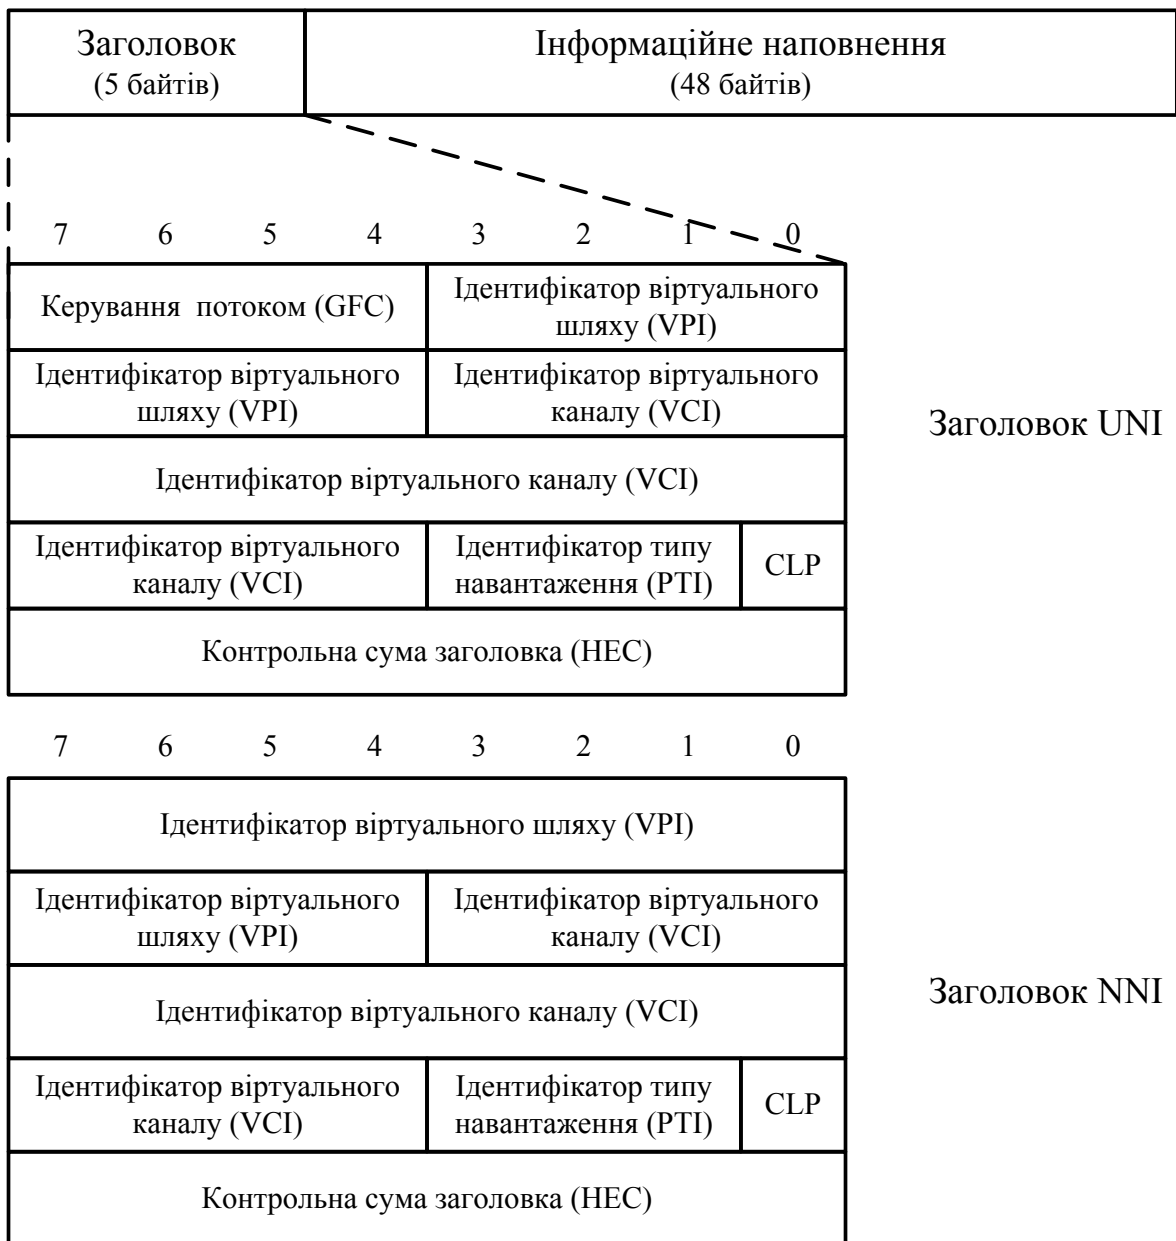 Заголовок
(5 байтів)
Інформаційне наповнення
(48 байтів)
7 6 5 4 3 2 1 0
Керування потоком (GFC)
Ідентифікатор віртуального
шляху (VPI)
Ідентифікатор віртуального
шляху (VPI)
Ідентифікатор віртуального
каналу (VCI)
Ідентифікатор віртуального каналу (VCI)
Ідентифікатор віртуального
каналу (VCI)
Ідентифікатор типу
навантаження (PTI)
CLP
Контрольна сума заголовка (HEC)
Заголовок UNI
7 6 5 4 3 2 1 0
Ідентифікатор віртуального шляху (VPI)
Ідентифікатор віртуального
шляху (VPI)
Ідентифікатор віртуального
каналу (VCI)
Ідентифікатор віртуального каналу (VCI)
Ідентифікатор віртуального
каналу (VCI)
Ідентифікатор типу
навантаження (PTI)
CLP
Контрольна сума заголовка (HEC)
Заголовок NNI